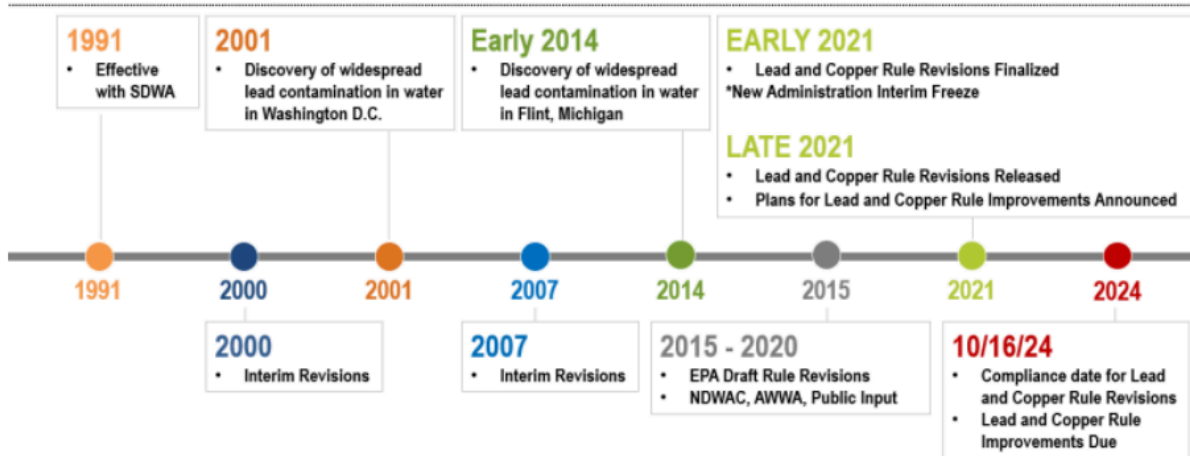 1991
• Effective
with SDWA
2001
• Discovery of widespread
lead contamination in water
in Washington D.C.
Early 2014
• Discovery of widespread
lead contamination in water
in Flint, Michigan
EARLY 2021
• Lead and Copper Rule Revisions Finalized
*New Administration Interim Freeze
LATE 2021
• Lead and Copper Rule Revisions Released
• Plans for Lead and Copper Rule Improvements Announced
1991
2000
2001
2007
2014
2015
2021
2024
2000
• Interim Revisions
2007
• Interim Revisions
2015 - 2020
• EPA Draft Rule Revisions
• NDWAC, AWWA, Public Input
10/16/24
• Compliance date for Lead
and Copper Rule Revisions
• Lead and Copper Rule
Improvements Due